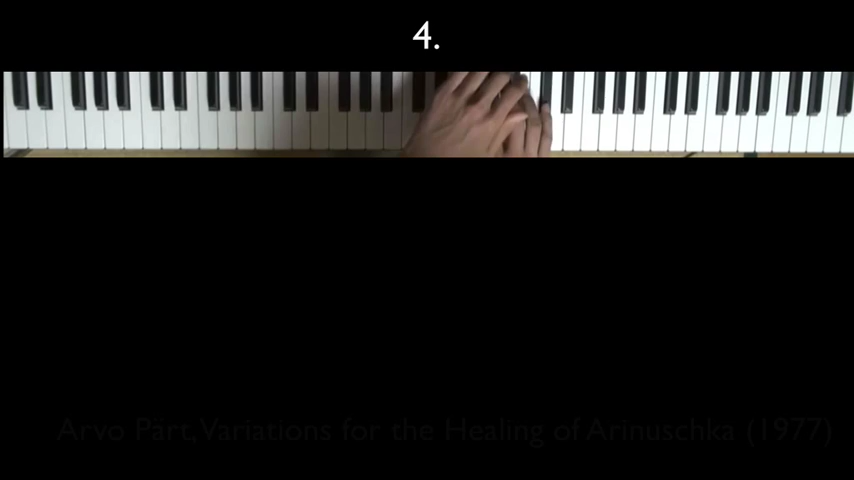 4.
Arvo Pärt, Variations for the Healing of Arinuschka (1977)